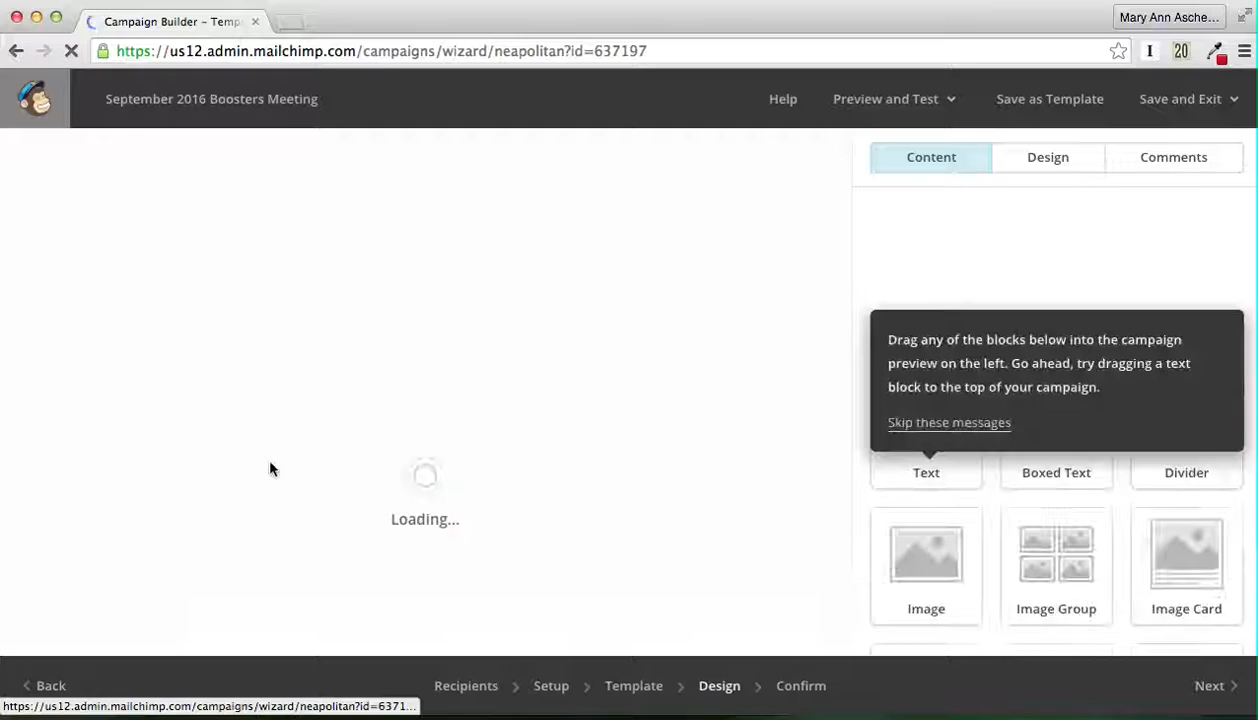 Campaign Builder – Temp
Mary Ann Asche...
https://us12.admin.mailchimp.com/campaigns/wizard/neapolitan?id=637197
20
September 2016 Boosters Meeting
Help
Preview and Test
Save as Template
Save and Exit
Content
Design
Comments
Drag any of the blocks below into the campaign
preview on the left. Go ahead, try dragging a text
block to the top of your campaign.
Skip these messages
Text
Boxed Text
Divider
Loading...
Image
Image Group
Image Card
Back
Recipients
Setup
Template
Design
Confirm
Next
https://us12.admin.mailchimp.com/campaigns/wizard/neapolitan?id=6371...